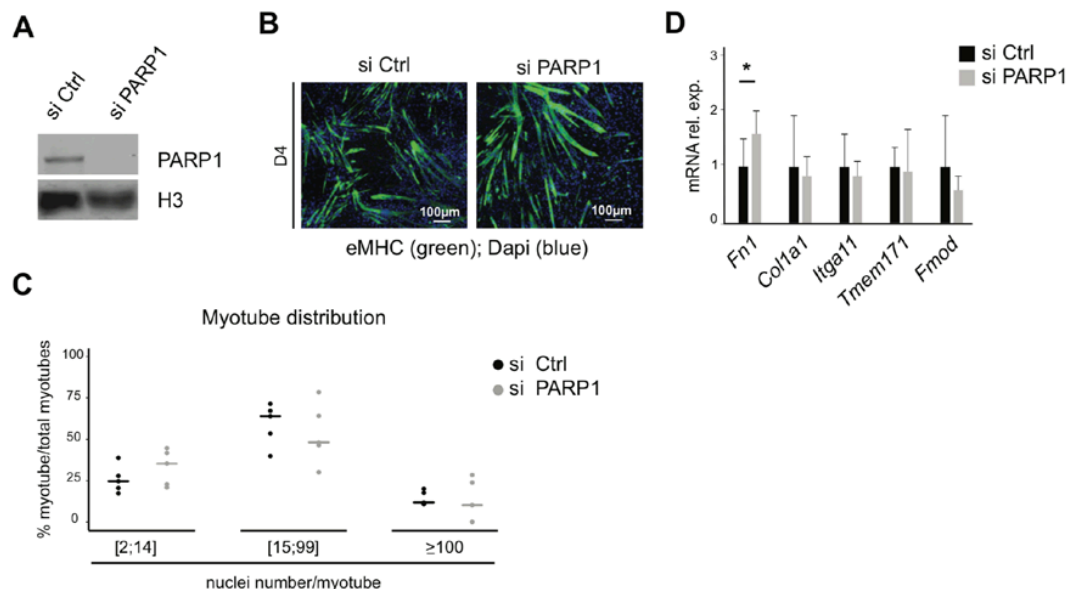 A
si Ctrl
si PARP1
PARP1
H3
B
si Ctrl
si PARP1
D4
100µm
100µm
eMHC (green); Dapi (blue)
D
si Ctrl
si PARP1
mRNA rel. exp.
3
2
1
0
*
Fn1
Col1a1
Itga11
Tmem171
Fmod
C
Myotube distribution
si Ctrl
si PARP1
% myotube/total myotubes
100
75
50
25
0
[2;14]
[15;99]
≥100
nuclei number/myotube